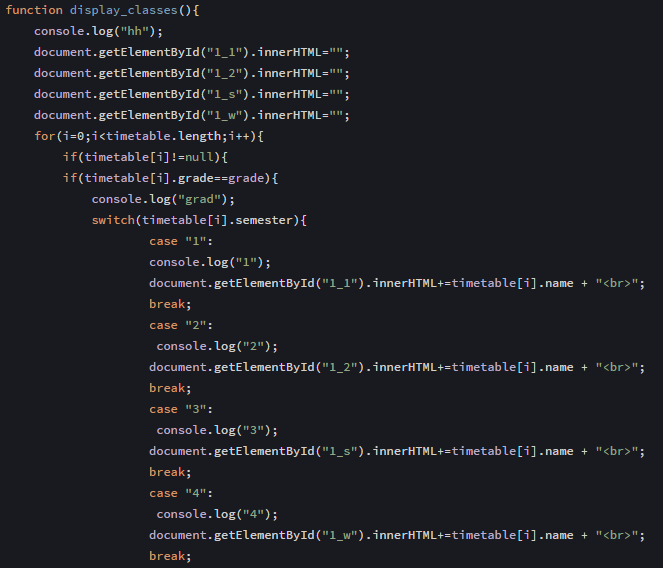 function display_classes(){
console.log("hh");
document.getElementById("1_1").innerHTML="";
document.getElementById("1_2").innerHTML="";
document.getElementById("1_s").innerHTML="";
document.getElementById("1_w").innerHTML="";
for(i=0;i<timetable.length;i++){
if(timetable[i]!=null){
if(timetable[i].grade==grade){
console.log("grad");
switch(timetable[i].semester){
case "1":
console.log("1");
document.getElementById("1_1").innerHTML+=timetable[i].name + "<br>";
break;
case "2":
console.log("2");
document.getElementById("1_2").innerHTML+=timetable[i].name + "<br>";
break;
case "3":
console.log("3");
document.getElementById("1_s").innerHTML+=timetable[i].name + "<br>";
break;
case "4":
console.log("4");
document.getElementById("1_w").innerHTML+=timetable[i].name + "<br>";
break;